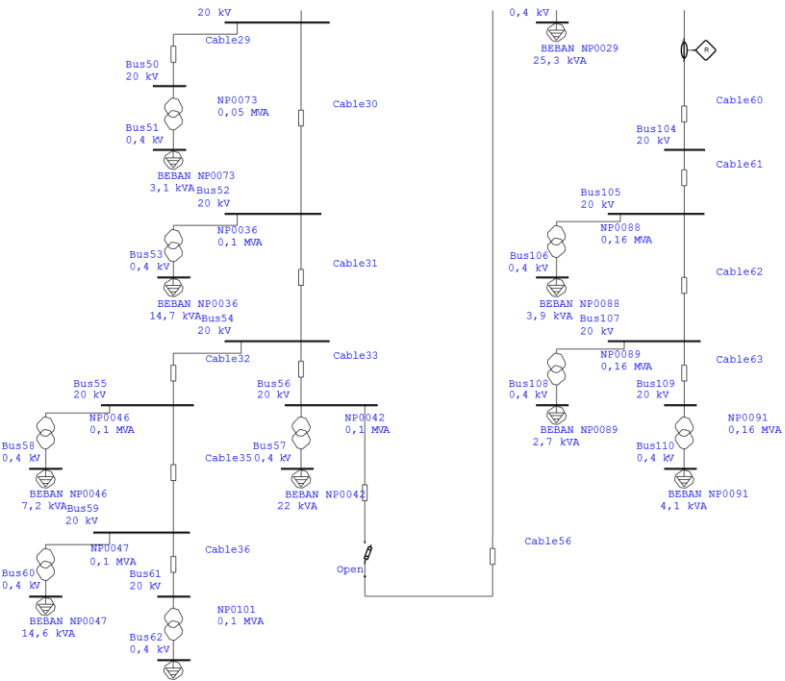 20 kV
Cable29
Bus50
20 kV
NP0073
0,05 MVA
Cable30
Bus51
0,4 kV
BEBAN NP0073
3,1 kVA
Bus52
20 kV
NP0036
0,1 MVA
Bus53
0,4 kV
Cable31
BEBAN NP0036
14,7 kVA
Bus54
20 kV
Cable32
Cable33
Bus55
20 kV
Bus56
20 kV
NP0046
0,1 MVA
NP0042
0,1 MVA
Bus58
0,4 kV
Cable35
Bus57
0,4 kV
BEBAN NP0046
7,2 kVA
BEBAN NP0042
22 kVA
Bus59
20 kV
NP0047
0,1 MVA
Cable36
Bus60
0,4 kV
Bus61
20 kV
BEBAN NP0047
14,6 kVA
NP0101
0,1 MVA
Bus62
0,4 kV
Open
Cable56
0,4 kV
BEBAN NP0029
25,3 kVA
R
Cable60
Bus104
20 kV
Cable61
Bus105
20 kV
NP0088
0,16 MVA
Bus106
0,4 kV
Cable62
BEBAN NP0088
3,9 kVA
Bus107
20 kV
NP0089
0,16 MVA
Cable63
Bus108
0,4 kV
Bus109
20 kV
BEBAN NP0089
2,7 kVA
NP0091
0,16 MVA
Bus110
0,4 kV
BEBAN NP0091
4,1 kVA